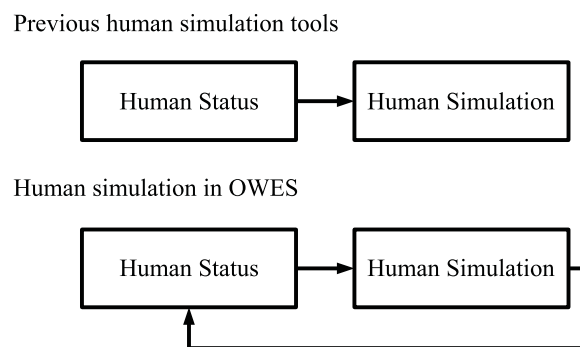 Previous human simulation tools
Human Status
Human Simulation
Human simulation in OWES
Human Status
Human Simulation